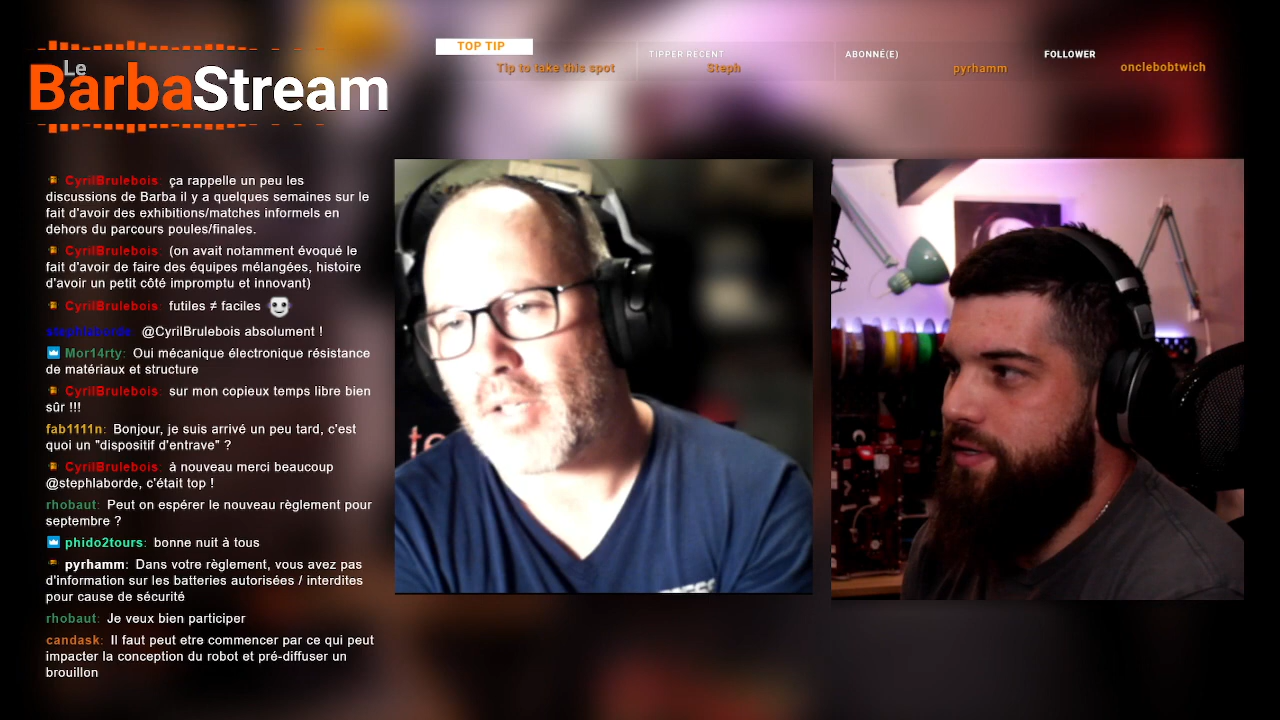 Le
BarbaStream
TOP TIP
Tip to take this spot
TIPPER RECENT
Steph
ABONNÉ(E)
pyrhamm
FOLLOWER
onclebobtwich
CyrilBrulebois: ça rappelle un peu les
discussions de Barba il y a quelques semaines sur le
fait d'avoir des exhibitions/matches informels en
dehors du parcours poules/finales.
CyrilBrulebois: (on avait notamment évoqué le
fait d'avoir de faire des équipes mélangées, histoire
d'avoir un petit côté impromptu et innovant)
CyrilBrulebois: futiles ≠ faciles
stephlaborde: @CyrilBrulebois absolument !
Mor14rty: Oui mécanique électronique résistance
de matériaux et structure
CyrilBrulebois: sur mon copieux temps libre bien
sûr !!!
fab1111n: Bonjour, je suis arrivé un peu tard, c'est
quoi un "dispositif d'entrave" ?
CyrilBrulebois: à nouveau merci beaucoup
@stephlaborde, c'était top !
rhobaut: Peut on espérer le nouveau règlement pour
septembre ?
phido2tours: bonne nuit à tous
pyrhamm: Dans votre règlement, vous avez pas
d'information sur les batteries autorisées / interdites
pour cause de sécurité
rhobaut: Je veux bien participer
candask: Il faut peut etre commencer par ce qui peut
impacter la conception du robot et pré-diffuser un
brouillon